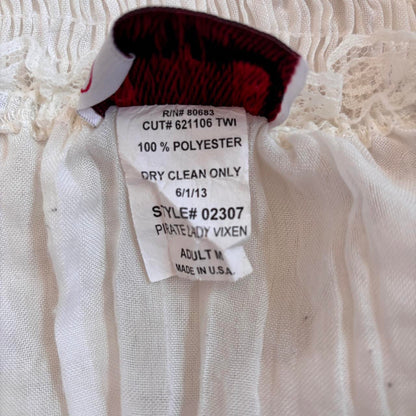 R/N# 80683
CUT# 621106 TWI
100 % POLYESTER
DRY CLEAN ONLY
6/1/13
STYLE# 02307
PIRATE LADY VIXEN
ADULT M
MADE IN U.S.A.